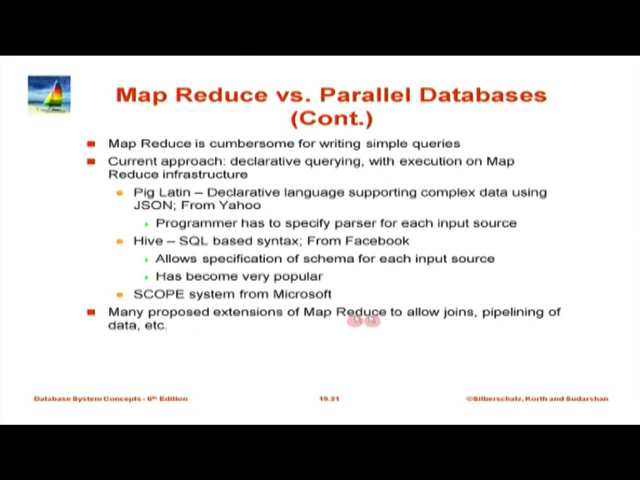 Map Reduce vs. Parallel Databases
(Cont.)
Map Reduce is cumbersome for writing simple queries
Current approach: declarative querying, with execution on Map
Reduce infrastructure
Pig Latin – Declarative language supporting complex data using
JSON; From Yahoo
Programmer has to specify parser for each input source
Hive – SQL based syntax; From Facebook
Allows specification of schema for each input source
Has become very popular
SCOPE system from Microsoft
Many proposed extensions of Map Reduce to allow joins, pipelining of
data, etc.
Database System Concepts - 6th Edition
19.21
©Silberschatz, Korth and Sudarshan